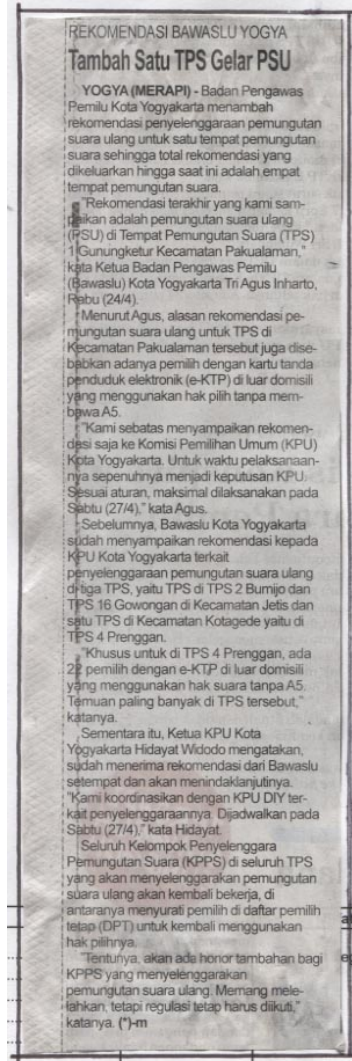 REKOMENDASI BAWASLU YOGYA
Tambah Satu TPS Gelar PSU
YOGYA (MERAPI) - Badan Pengawas
Pemilu Kota Yogyakarta menambah
rekomendasi penyelenggaraan pemungutan
suara ulang untuk satu tempat pemungutan
suara sehingga total rekomendasi yang
dikeluarkan hingga saat ini adalah empat
tempat pemungutan suara.
"Rekomendasi terakhir yang kami sam-
paikan adalah pemungutan suara ulang
(PSU) di Tempat Pemungutan Suara (TPS)
1 Gunungketur Kecamatan Pakualaman,"
kata Ketua Badan Pengawas Pemilu
(Bawaslu) Kota Yogyakarta Tri Agus Inharto,
Rabu (24/4).
Menurut Agus, alasan rekomendasi pe-
mungutan suara ulang untuk TPS di
Kecamatan Pakualaman tersebut juga dise-
babkan adanya pemilih dengan kartu tanda
penduduk elektronik (e-KTP) di luar domisili
yang menggunakan hak pilih tanpa mem-
bawa A5.
"Kami sebatas menyampaikan rekomen-
dasi saja ke Komisi Pemilihan Umum (KPU)
Kota Yogyakarta. Untuk waktu pelaksanaan-
nya sepenuhnya menjadi keputusan KPU.
Sesuai aturan, maksimal dilaksanakan pada
Sabtu (27/4)," kata Agus.
Sebelumnya, Bawaslu Kota Yogyakarta
sudah menyampaikan rekomendasi kepada
KPU Kota Yogyakarta terkait
penyelenggaraan pemungutan suara ulang
di tiga TPS, yaitu TPS di TPS 2 Bumijo dan
TPS 16 Gowongan di Kecamatan Jetis dan
satu TPS di Kecamatan Kotagede yaitu di
TPS 4 Prenggan.
"Khusus untuk di TPS 4 Prenggan, ada
22 pemilih dengan e-KTP di luar domisili
yang menggunakan hak suara tanpa A5.
Temuan paling banyak di TPS tersebut,"
katanya.
Sementara itu, Ketua KPU Kota
Yogyakarta Hidayat Widodo mengatakan,
sudah menerima rekomendasi dari Bawaslu
setempat dan akan menindaklanjutinya.
"Kami koordinasikan dengan KPU DIY ter-
kait penyelenggaraannya. Dijadwalkan pada
Sabtu (27/4)," kata Hidayat.
Seluruh Kelompok Penyelenggara
Pemungutan Suara (KPPS) di seluruh TPS
yang akan menyelenggarakan pemungutan
suara ulang akan kembali bekerja, di
antaranya menyurati pemilih di daftar pemilih
tetap (DPT) untuk kembali menggunakan
hak pilihnya.
"Tentunya, akan ada honor tambahan bagi
KPPS yang menyelenggarakan
pemungutan suara ulang. Memang mele-
lahkan, tetapi regulasi tetap harus diikuti,"
katanya. (*)-m